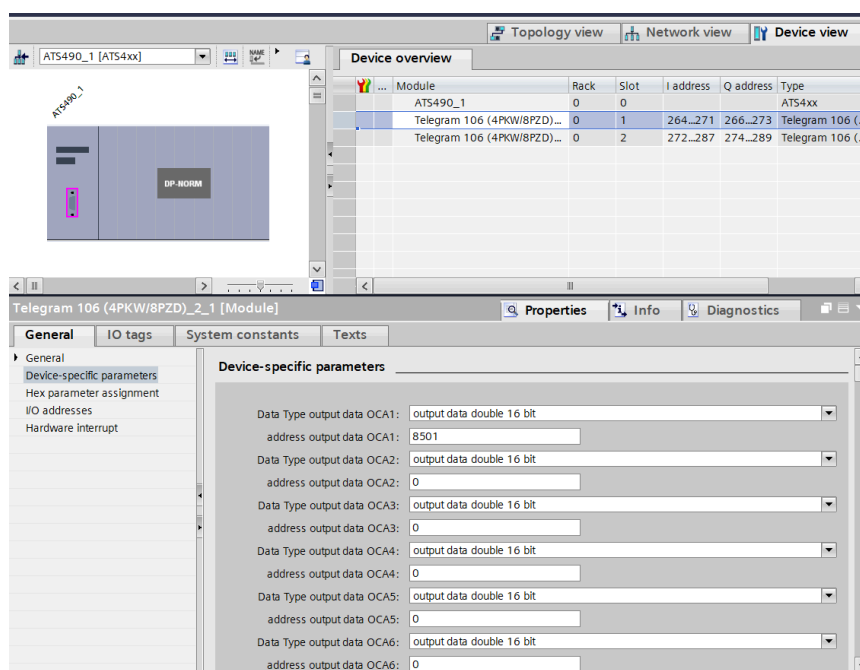 Topology view Network view Device view
ATS490_1 [ATS4xx] NAME Device overview
... Module Rack Slot I address Q address Type
ATS490_1 0 0 ATS4xx
Telegram 106 (4PKW/8PZD)... 0 1 264...271 266...273 Telegram 106 (.
Telegram 106 (4PKW/8PZD)... 0 2 272...287 274...289 Telegram 106 (.
ATS490_1
DP-NORM
Telegram 106 (4PKW/8PZD)_2_1 [Module] Properties Info Diagnostics
General IO tags System constants Texts
General
Device-specific parameters
Hex parameter assignment
I/O addresses
Hardware interrupt
Device-specific parameters
Data Type output data OCA1: output data double 16 bit
address output data OCA1: 8501
Data Type output data OCA2: output data double 16 bit
address output data OCA2: 0
Data Type output data OCA3: output data double 16 bit
address output data OCA3: 0
Data Type output data OCA4: output data double 16 bit
address output data OCA4: 0
Data Type output data OCA5: output data double 16 bit
address output data OCA5: 0
Data Type output data OCA6: output data double 16 bit
address output data OCA6: 0